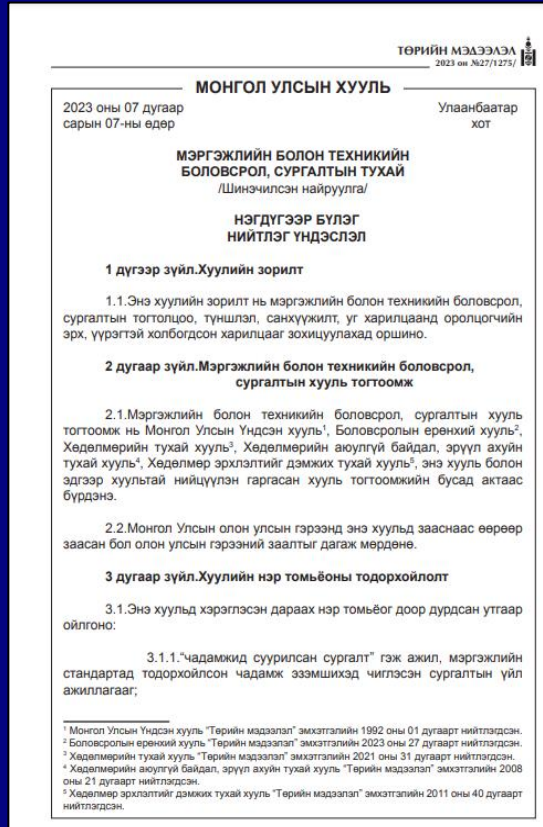 ТӨРИЙН МЭДЭЭЛЭЛ
2023 он №27/1275/
МОНГОЛ УЛСЫН ХУУЛЬ
2023 оны 07 дугаар Улаанбаатар
сарын 07-ны өдөр хот
МЭРГЭЖЛИЙН БОЛОН ТЕХНИКИЙН
БОЛОВСРОЛ, СУРГАЛТЫН ТУХАЙ
/Шинэчилсэн найруулга/
НЭГДҮГЭЭР БҮЛЭГ
НИЙТЛЭГ ҮНДЭСЛЭЛ
1 дүгээр зүйл.Хуулийн зорилт
1.1.Энэ хуулийн зорилт нь мэргэжлийн болон техникийн боловсрол,
сургалтын тогтолцоо, түншлэл, санхүүжилт, уг харилцаанд оролцогчийн
эрх, үүрэгтэй холбогдсон харилцааг зохицуулахад оршино.
2 дугаар зүйл.Мэргэжлийн болон техникийн боловсрол,
сургалтын хууль тогтоомж
2.1.Мэргэжлийн болон техникийн боловсрол, сургалтын хууль
тогтоомж нь Монгол Улсын Үндсэн хууль¹, Боловсролын ерөнхий хууль²,
Хөдөлмөрийн тухай хууль³, Хөдөлмөрийн аюулгүй байдал, эрүүл ахуйн
тухай хууль⁴, Хөдөлмөр эрхлэлтийг дэмжих тухай хууль⁵, энэ хууль болон
эдгээр хуультай нийцүүлэн гаргасан хууль тогтоомжийн бусад актаас
бүрдэнэ.
2.2.Монгол Улсын олон улсын гэрээнд энэ хуульд зааснаас өөрөөр
заасан бол олон улсын гэрээний заалтыг дагаж мөрдөнө.
3 дугаар зүйл.Хуулийн нэр томьёоны тодорхойлолт
3.1.Энэ хуульд хэрэглэсэн дараах нэр томьёог доор дурдсан утгаар
ойлгоно:
3.1.1."чадамжид суурилсан сургалт" гэж ажил, мэргэжлийн
стандартад тодорхойлсон чадамж эзэмшихэд чиглэсэн сургалтын үйл
ажиллагааг;
¹ Монгол Улсын Үндсэн хууль "Төрийн мэдээлэл" эмхэтгэлийн 1992 оны 01 дугаарт нийтлэгдсэн.
² Боловсролын ерөнхий хууль "Төрийн мэдээлэл" эмхэтгэлийн 2023 оны 27 дугаарт нийтлэгдсэн.
³ Хөдөлмөрийн тухай хууль "Төрийн мэдээлэл" эмхэтгэлийн 2021 оны 31 дугаарт нийтлэгдсэн.
⁴ Хөдөлмөрийн аюулгүй байдал, эрүүл ахуйн тухай хууль "Төрийн мэдээлэл" эмхэтгэлийн 2008
оны 21 дугаарт нийтлэгдсэн.
⁵ Хөдөлмөр эрхлэлтийг дэмжих тухай хууль "Төрийн мэдээлэл" эмхэтгэлийн 2011 оны 40 дугаарт
нийтлэгдсэн.